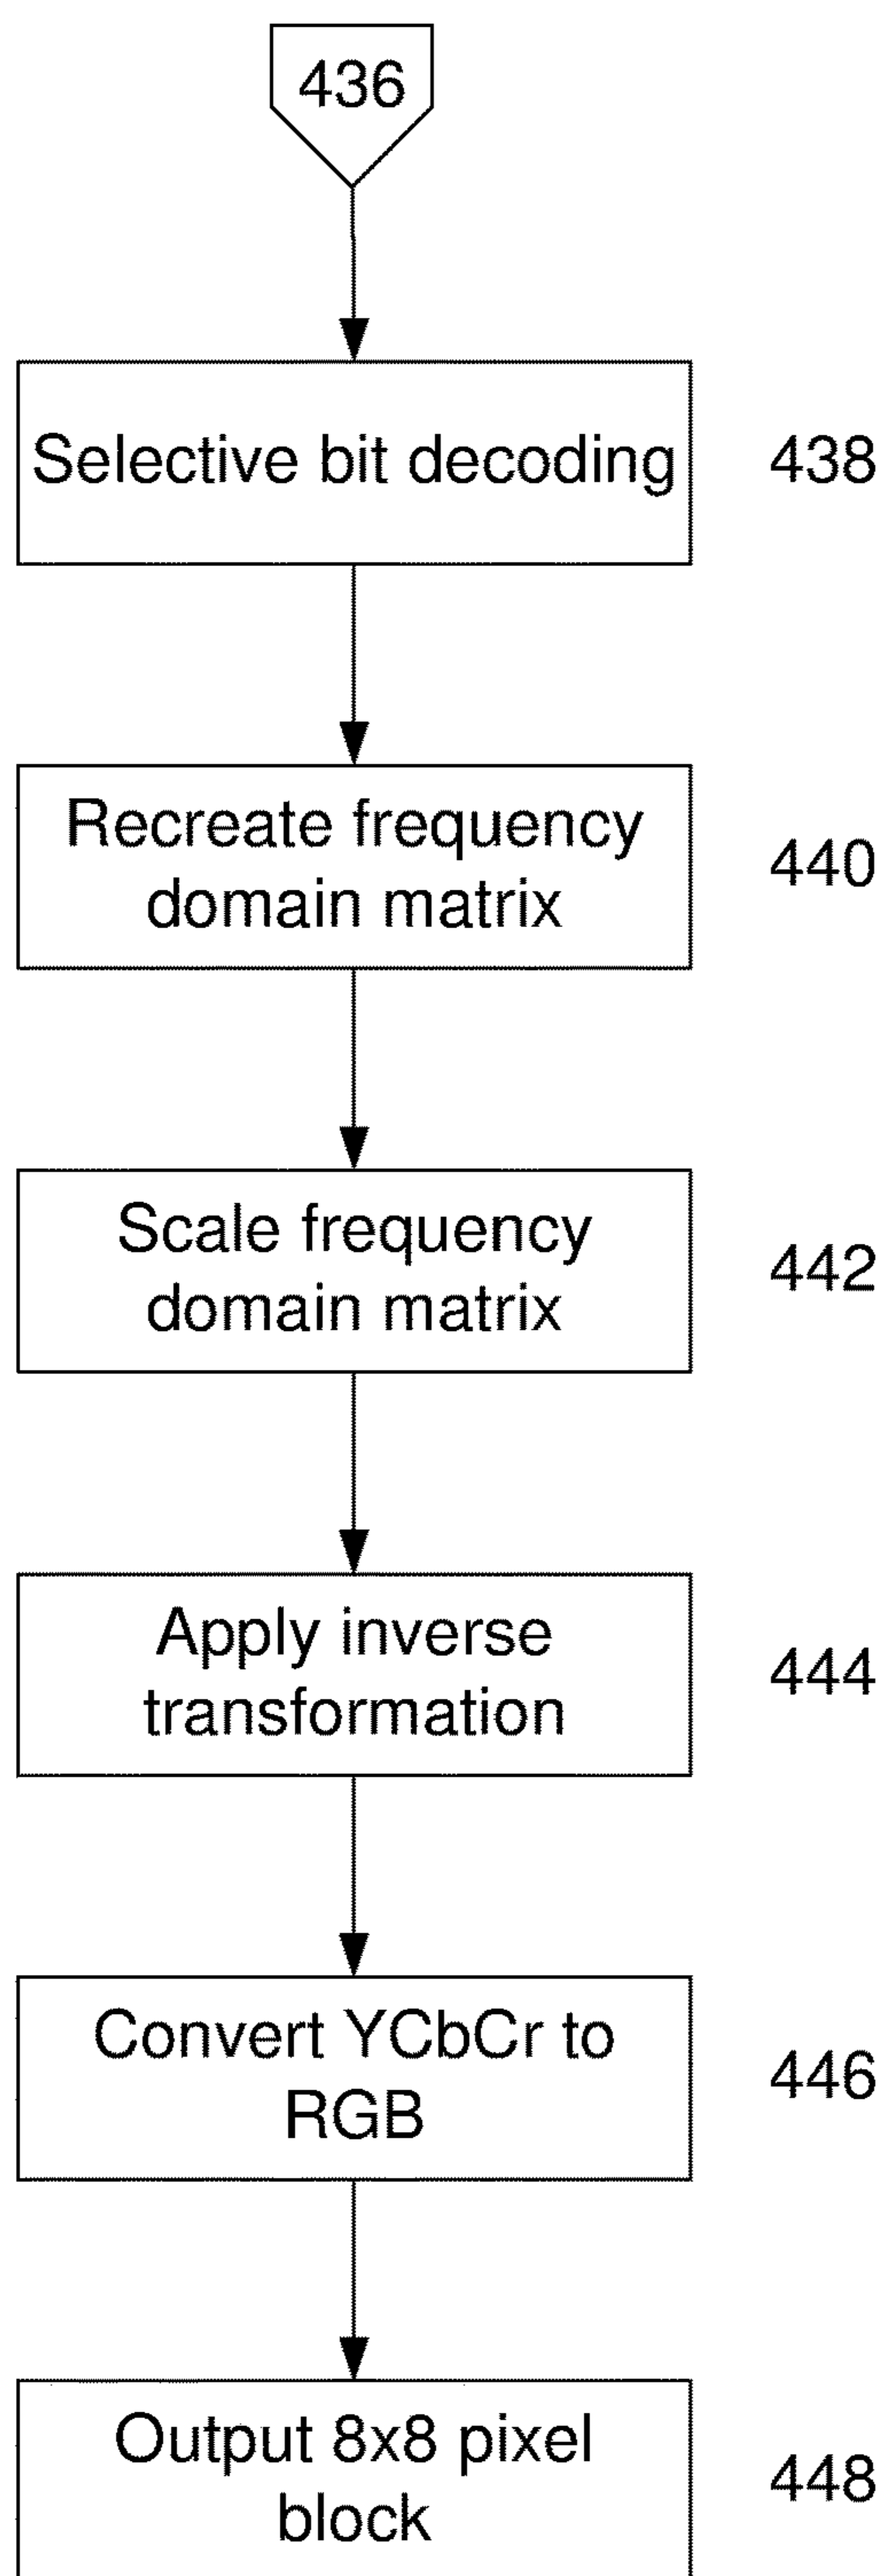 436
Selective bit decoding
438
Recreate frequency
domain matrix
440
Scale frequency
domain matrix
442
Apply inverse
transformation
444
Convert YCbCr to
RGB
446
Output 8x8 pixel
block
448